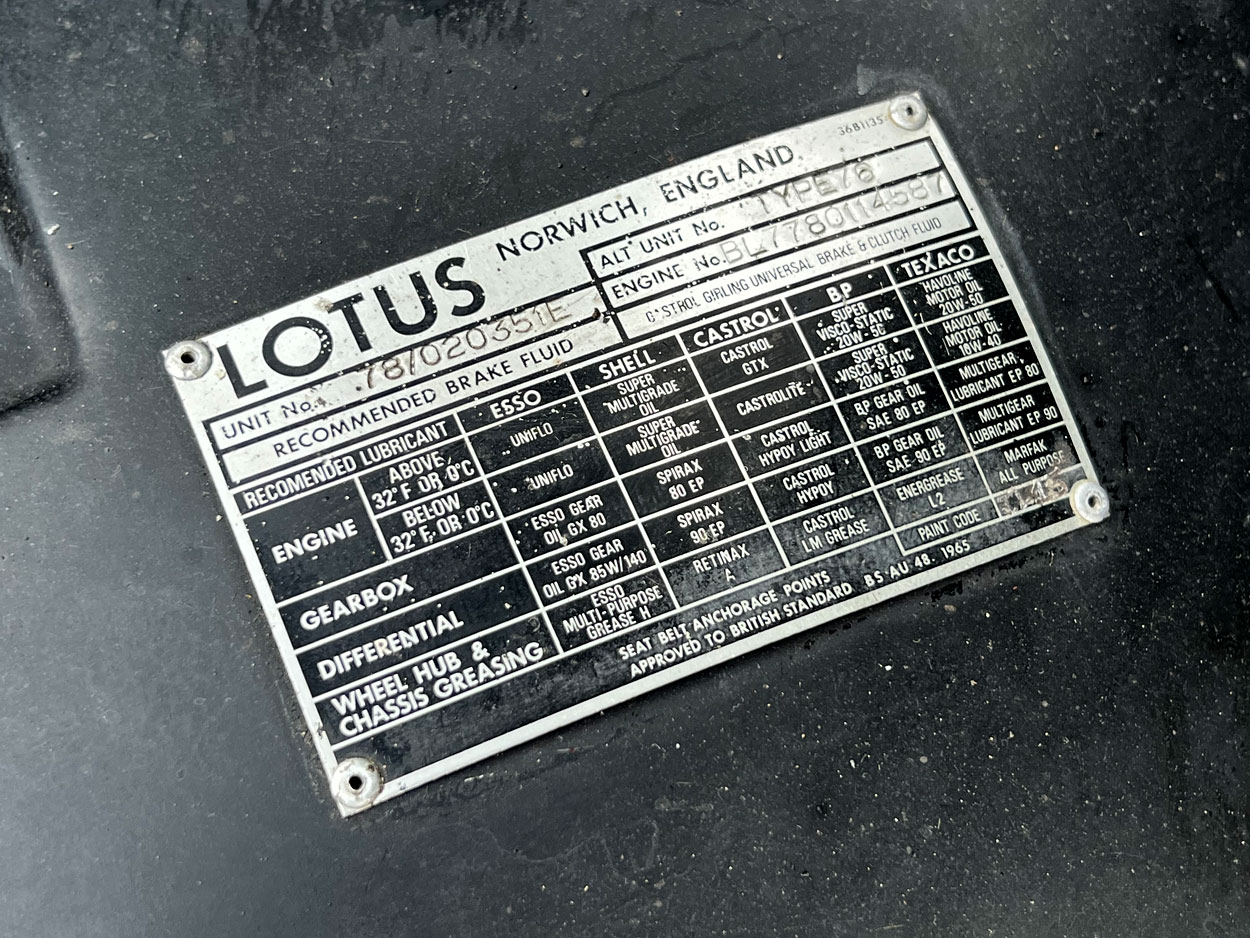 36B1135
LOTUS NORWICH, ENGLAND.
UNIT No. 78/020351E
ALT UNIT No. TYPE76
ENGINE No. BL7780114587
RECOMMENDED BRAKE FLUID
CASTROL GIRLING UNIVERSAL BRAKE & CLUTCH FLUID
RECOMENDED LUBRICANT ESSO SHELL CASTROL BP TEXACO
ENGINE
ABOVE 32°F OR 0°C UNIFLO SUPER MULTIGRADE OIL CASTROL GTX SUPER VISCO-STATIC 20W-50 HAVOLINE MOTOR OIL 20W-50
BELOW 32°F. OR 0°C UNIFLO SUPER MULTIGRADE OIL CASTROLITE SUPER VISCO-STATIC 20W-50 HAVOLINE MOTOR OIL 10W-40
GEARBOX ESSO GEAR OIL GX 80 SPIRAX 80 EP CASTROL HYPOY LIGHT BP GEAR OIL SAE 80 EP MULTIGEAR LUBRICANT EP 80
DIFFERENTIAL ESSO GEAR OIL GX 85W/140 SPIRAX 90 EP CASTROL HYPOY BP GEAR OIL SAE 90 EP MULTIGEAR LUBRICANT EP 90
WHEEL HUB & CHASSIS GREASING ESSO MULTI-PURPOSE GREASE H RETINAX A CASTROL LM GREASE ENERGREASE L2 MARFAK ALL PURPOSE
PAINT CODE
SEAT BELT ANCHORAGE POINTS
APPROVED TO BRITISH STANDARD BS AU 48. 1965